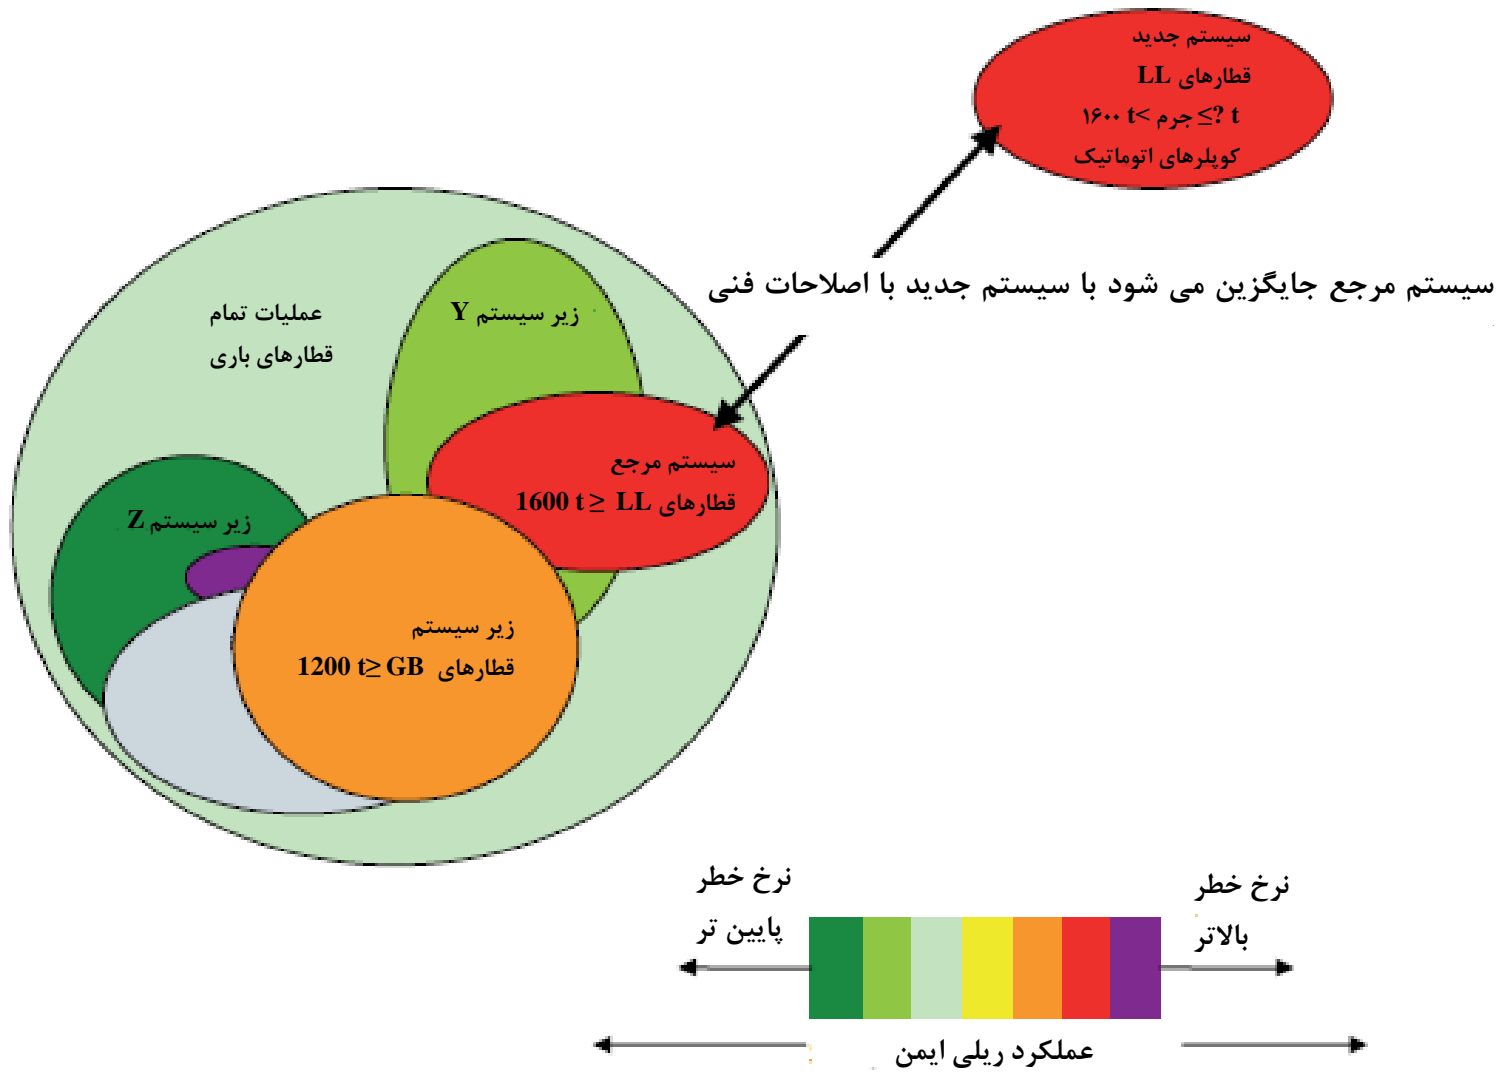 سیستم جدید
قطارهای LL
۱۶۰۰ t< جرم ≤? t
کوپلرهای اتوماتیک
سیستم مرجع جایگزین می شود با سیستم جدید با اصلاحات فنی
عملیات تمام
قطارهای باری
زیر سیستم Y
سیستم مرجع
قطارهای 1600 t ≥ LL
زیر سیستم Z
زیر سیستم
قطارهای 1200 t≥ GB
نرخ خطر
بالاتر
نرخ خطر
پایین تر
عملکرد ریلی ایمن